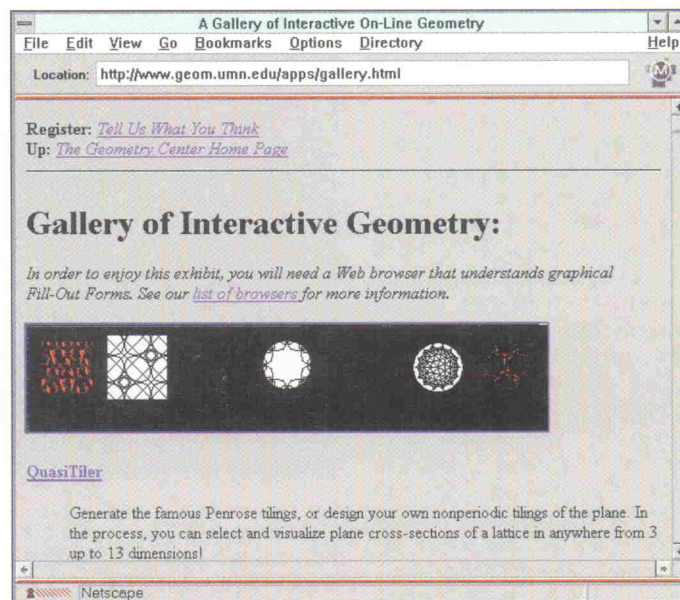 A Gallery of Interactive On-Line Geometry
File Edit View Go Bookmarks Options Directory Help
Location: http://www.geom.umn.edu/apps/gallery.html
M
Register: Tell Us What You Think
Up: The Geometry Center Home Page
Gallery of Interactive Geometry:
In order to enjoy this exhibit, you will need a Web browser that understands graphical
Fill-Out Forms. See our list of browsers for more information.
QuasiTiler
Generate the famous Penrose tilings, or design your own nonperiodic tilings of the plane. In
the process, you can select and visualize plane cross-sections of a lattice in anywhere from 3
up to 13 dimensions!
Netscape